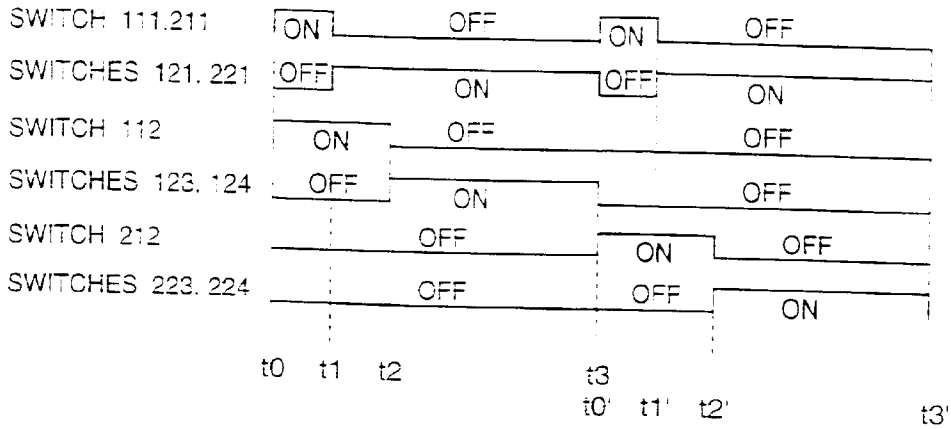 SWITCH 111.211 ON OFF ON OFF
SWITCHES 121. 221 OFF ON OFF ON
SWITCH 112 ON OFF OFF
SWITCHES 123. 124 OFF ON OFF
SWITCH 212 OFF ON OFF
SWITCHES 223. 224 OFF OFF ON
t0 t1 t2 t3
t0' t1' t2' t3'